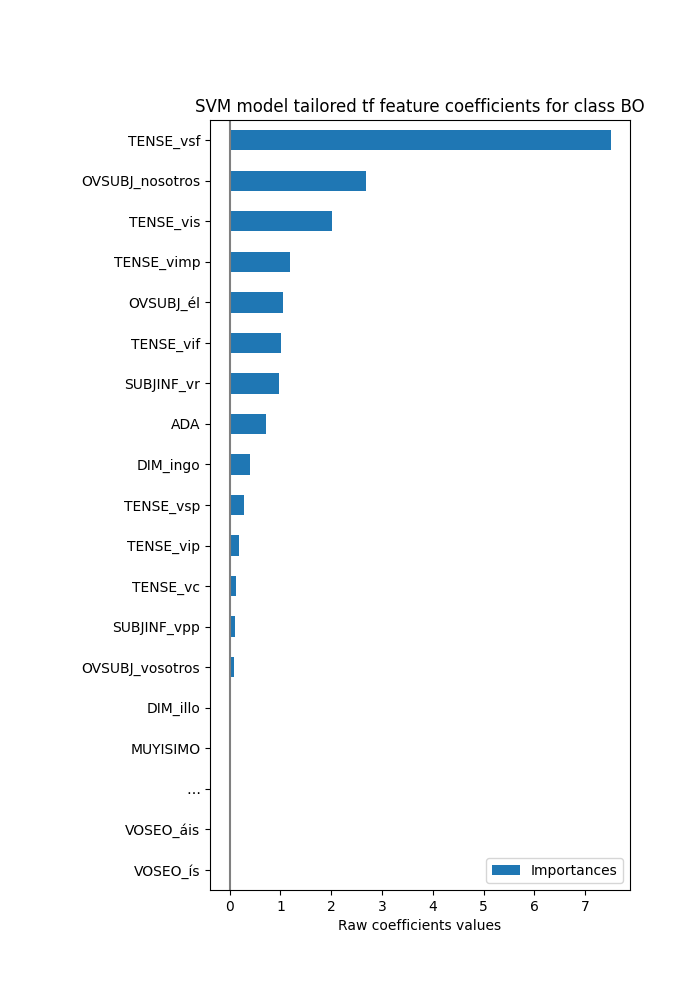 SVM model tailored tf feature coefficients for class BO
TENSE_vsf
OVSUBJ_nosotros
TENSE_vis
TENSE_vimp
OVSUBJ_él
TENSE_vif
SUBJINF_vr
ADA
DIM_ingo
TENSE_vsp
TENSE_vip
TENSE_vc
SUBJINF_vpp
OVSUBJ_vosotros
DIM_illo
MUYISIMO
...
VOSEO_áis
VOSEO_ís
Importances
0 1 2 3 4 5 6 7
Raw coefficients values